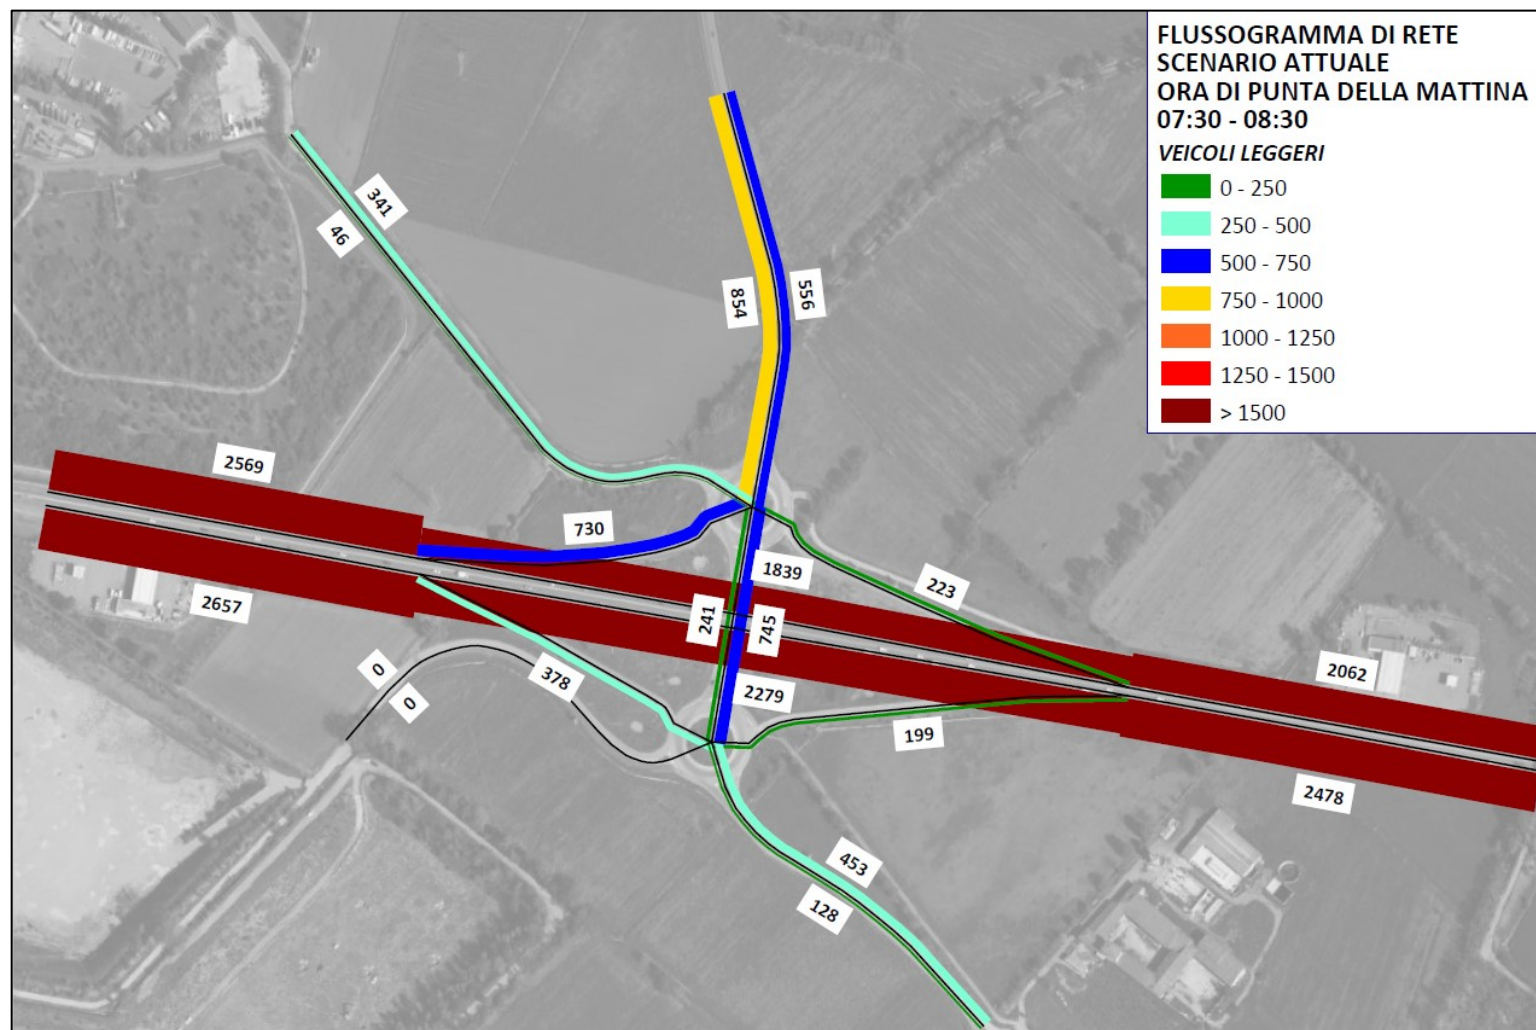 FLUSSOGRAMMA DI RETE
SCENARIO ATTUALE
ORA DI PUNTA DELLA MATTINA
07:30 - 08:30
VEICOLI LEGGERI
0 - 250
250 - 500
500 - 750
750 - 1000
1000 - 1250
1250 - 1500
> 1500
341
46
854
556
2569
730
1839
223
2657
241
745
2062
0
0
378
2279
199
2478
453
128